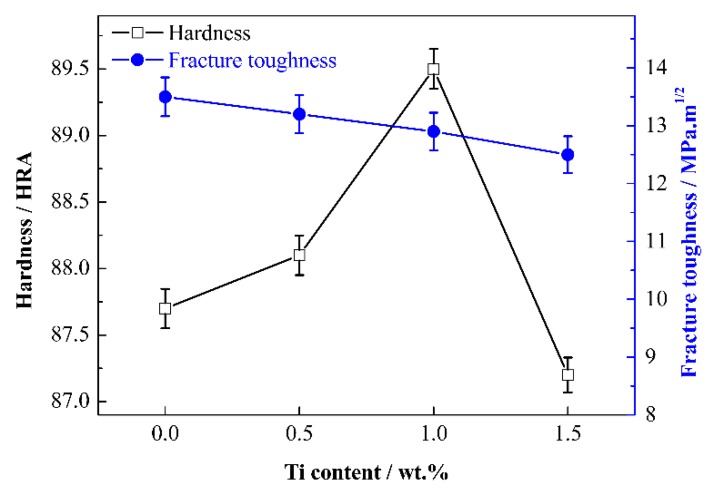 Hardness
Fracture toughness
89.5
89.0
88.5
88.0
87.5
87.0
Hardness / HRA
14
13
12
11
10
9
8
Fracture toughness / MPa.m^1/2
0.0 0.5 1.0 1.5
Ti content / wt.%